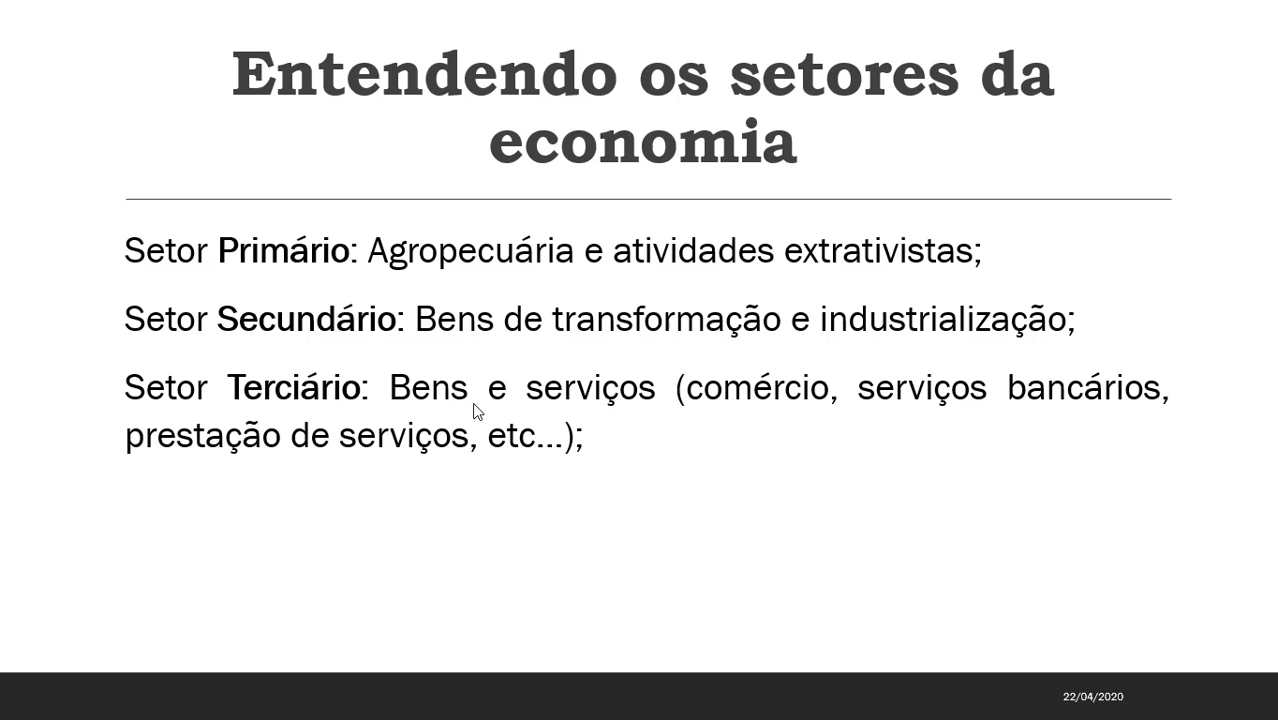 Entendendo os setores da
economia
Setor Primário: Agropecuária e atividades extrativistas;
Setor Secundário: Bens de transformação e industrialização;
Setor Terciário: Bens e serviços (comércio, serviços bancários,
prestação de serviços, etc...);
22/04/2020